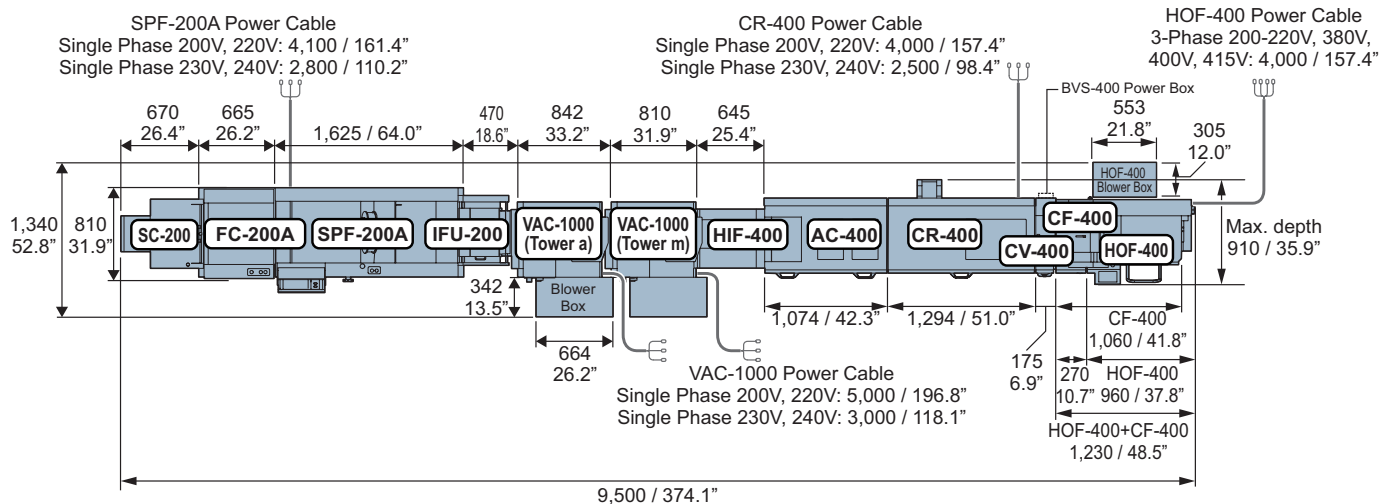 SPF-200A Power Cable
Single Phase 200V, 220V: 4,100 / 161.4”
Single Phase 230V, 240V: 2,800 / 110.2”
CR-400 Power Cable
Single Phase 200V, 220V: 4,000 / 157.4”
Single Phase 230V, 240V: 2,500 / 98.4”
HOF-400 Power Cable
3-Phase 200-220V, 380V,
400V, 415V: 4,000 / 157.4”
BVS-400 Power Box
670
26.4”
665
26.2”
1,625 / 64.0”
470
18.6”
842
33.2”
810
31.9”
645
25.4”
553
21.8”
305
12.0”
HOF-400
Blower Box
1,340
52.8”
810
31.9”
SC-200
FC-200A
SPF-200A
IFU-200
VAC-1000
(Tower a)
VAC-1000
(Tower m)
HIF-400
AC-400
CR-400
CV-400
CF-400
HOF-400
Max. depth
910 / 35.9”
342
13.5”
Blower
Box
664
26.2”
1,074 / 42.3”
1,294 / 51.0”
175
6.9”
CF-400
1,060 / 41.8”
270
10.7”
HOF-400
960 / 37.8”
HOF-400+CF-400
1,230 / 48.5”
VAC-1000 Power Cable
Single Phase 200V, 220V: 5,000 / 196.8”
Single Phase 230V, 240V: 3,000 / 118.1”
9,500 / 374.1”